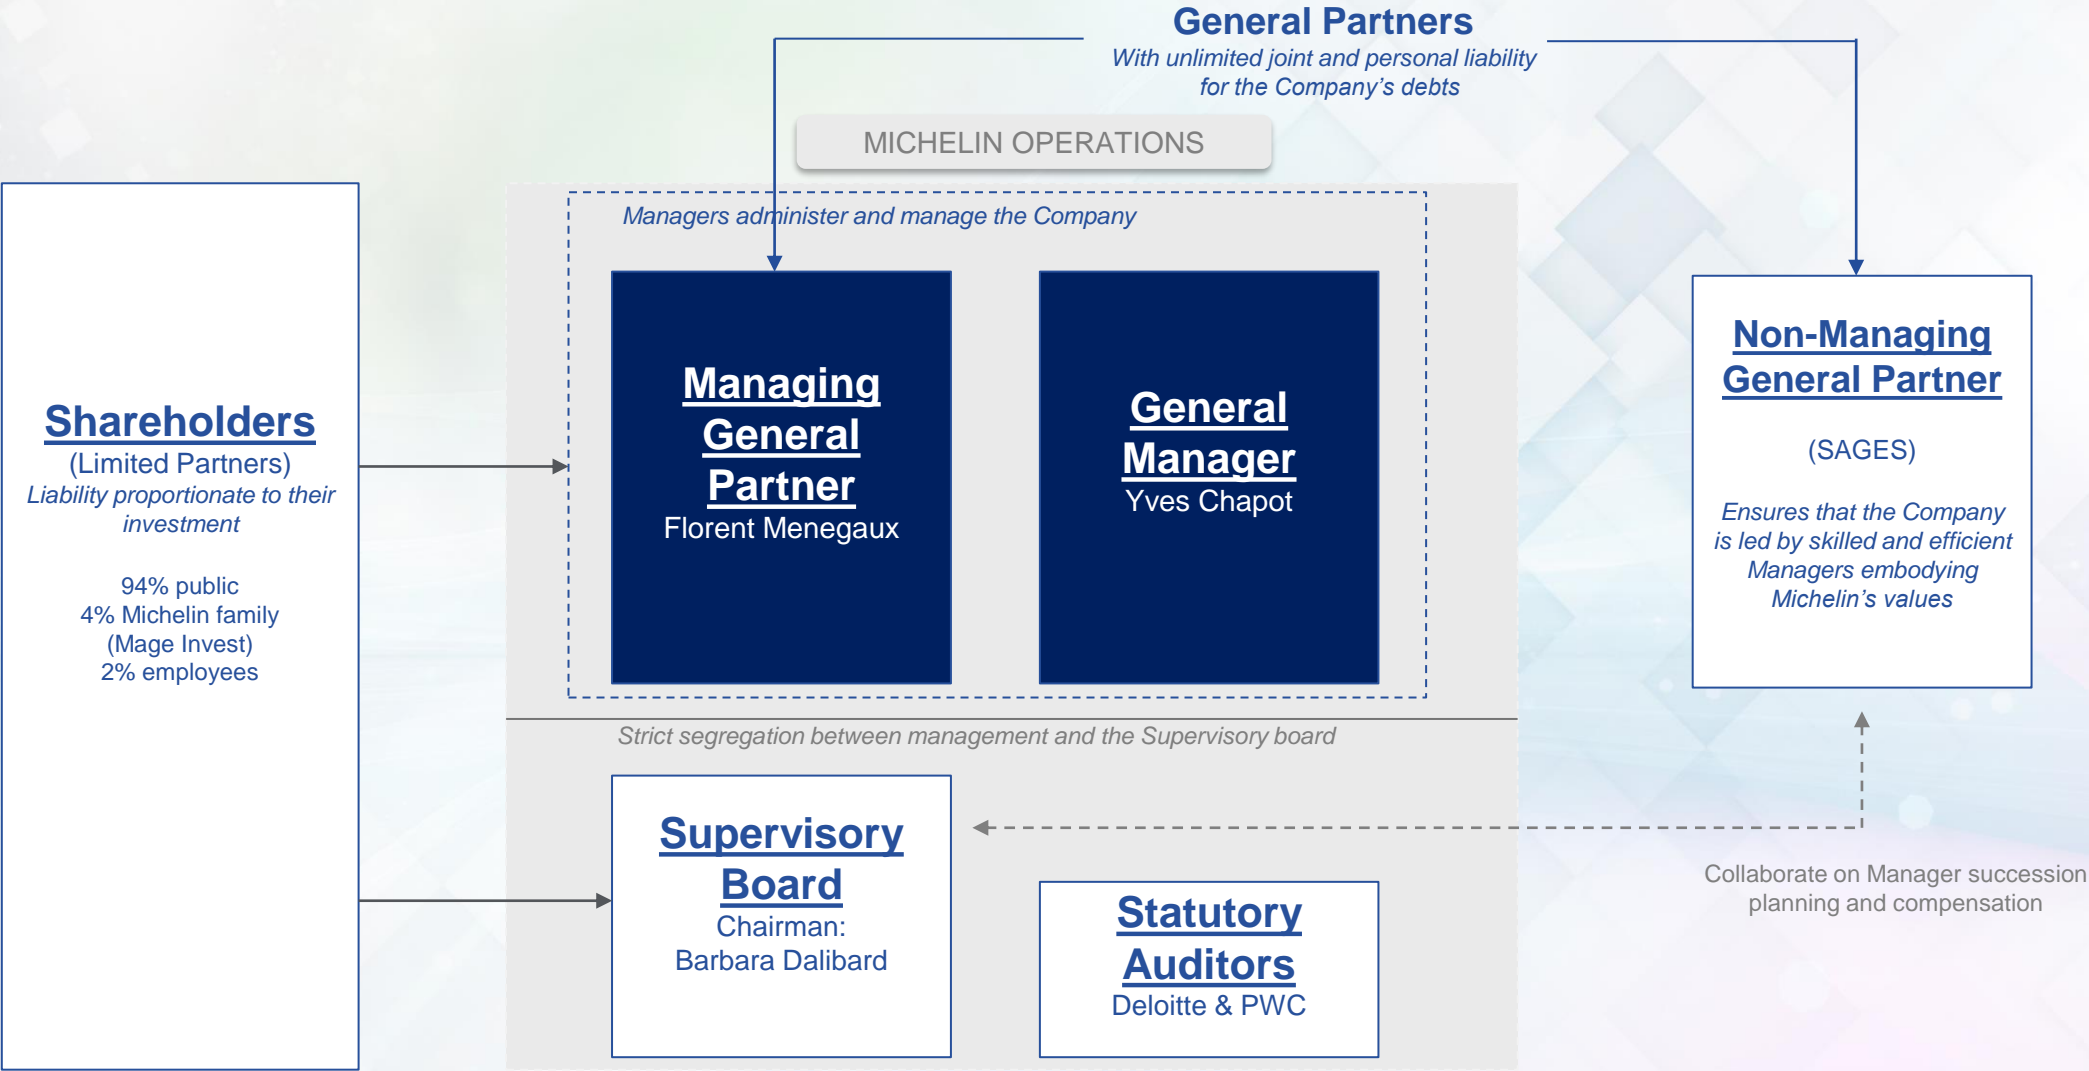 General Partners
With unlimited joint and personal liability
for the Company's debts
MICHELIN OPERATIONS
Shareholders
(Limited Partners)
Liability proportionate to their
investment
94% public
4% Michelin family
(Mage Invest)
2% employees
Managers administer and manage the Company
Managing
General
Partner
Florent Menegaux
General
Manager
Yves Chapot
Non-Managing
General Partner
(SAGES)
Ensures that the Company
is led by skilled and efficient
Managers embodying
Michelin's values
Strict segregation between management and the Supervisory board
Supervisory
Board
Chairman:
Barbara Dalibard
Statutory
Auditors
Deloitte & PWC
Collaborate on Manager succession
planning and compensation